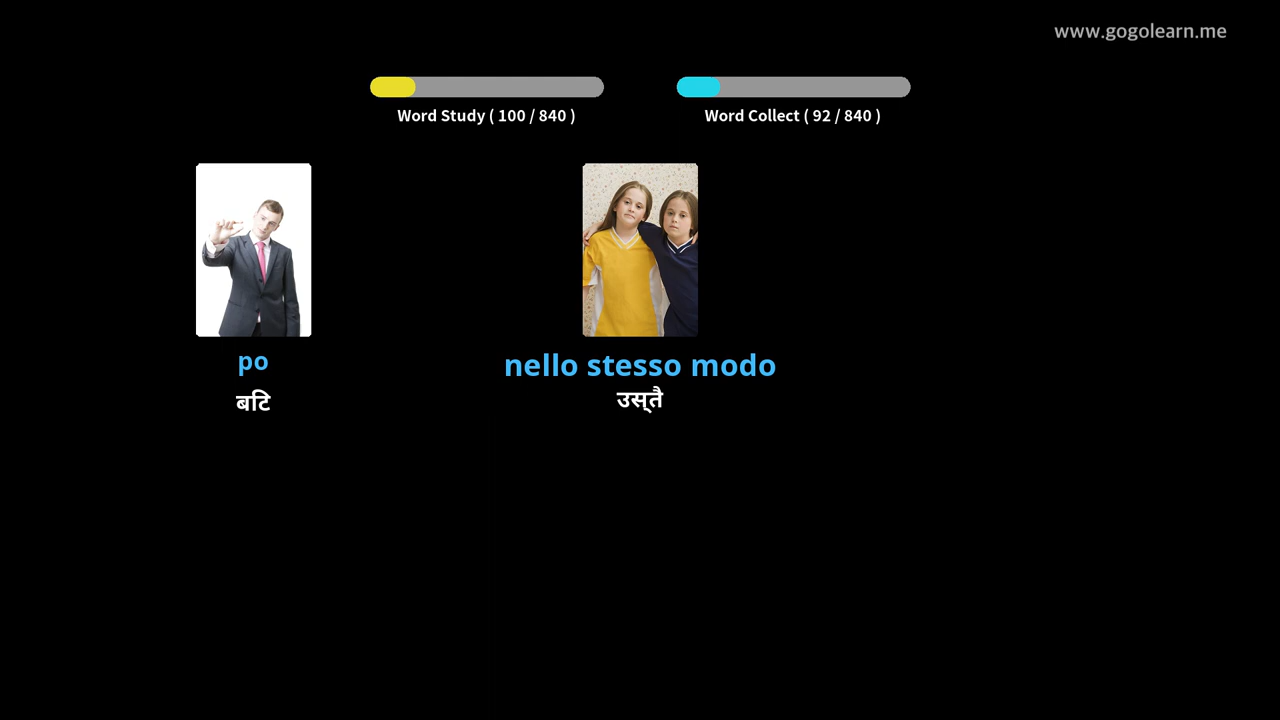 www.gogolearn.me
Word Study ( 100 / 840 )
Word Collect ( 92 / 840 )
po
बटि
nello stesso modo
उस्तै